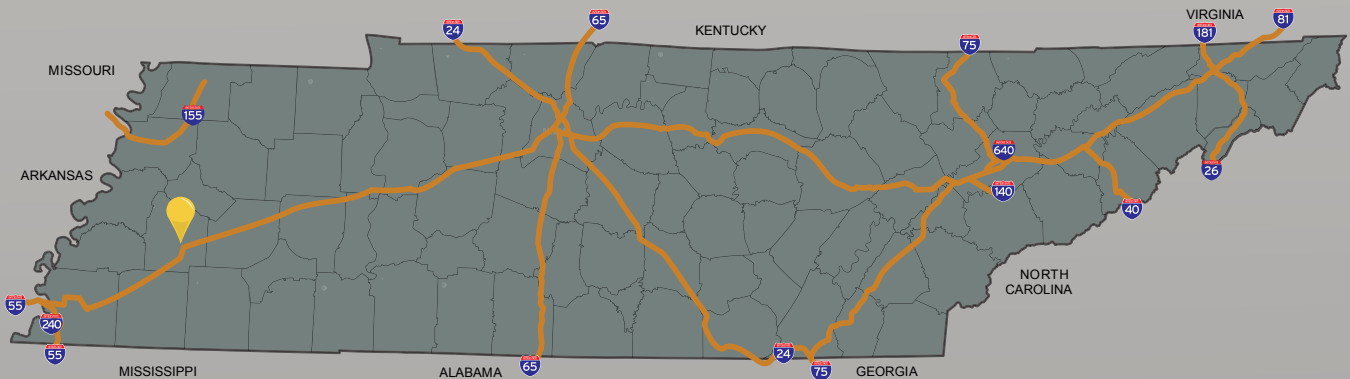 VIRGINIA
81
65
24
181
KENTUCKY
75
MISSOURI
155
640
ARKANSAS
26
140
40
NORTH
CAROLINA
55
240
55
24
65
75
MISSISSIPPI
ALABAMA
GEORGIA